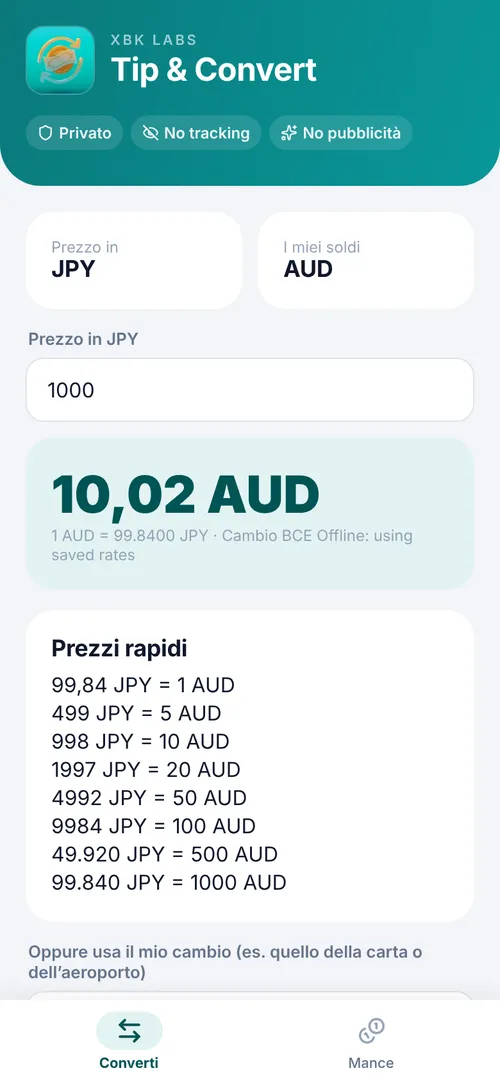 XBK LABS
Tip & Convert
Privato
No tracking
No pubblicità
Prezzo in
JPY
I miei soldi
AUD
Prezzo in JPY
1000
10,02 AUD
1 AUD = 99.8400 JPY · Cambio BCE Offline: using
saved rates
Prezzi rapidi
99,84 JPY = 1 AUD
499 JPY = 5 AUD
998 JPY = 10 AUD
1997 JPY = 20 AUD
4992 JPY = 50 AUD
9984 JPY = 100 AUD
49.920 JPY = 500 AUD
99.840 JPY = 1000 AUD
Oppure usa il mio cambio (es. quello della carta o
dell’aeroporto)
Converti
Mance